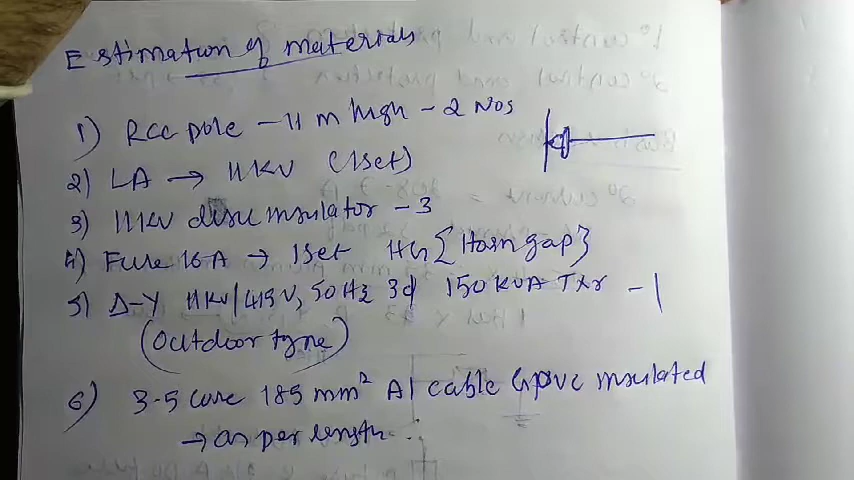 Estimation of materials
1) RCC pole - 11 m high - 2 Nos
2) LA → 11KV (1set)
3) 11KV disc insulator - 3
4) Fuse 16A → 1set HG {Horn gap}
5) Δ-Y 11KV/415V, 50Hz 3ϕ 150KVA Txr - 1
(outdoor type)
6) 3.5 core 185 mm² Al cable PVC insulated
→ as per length.